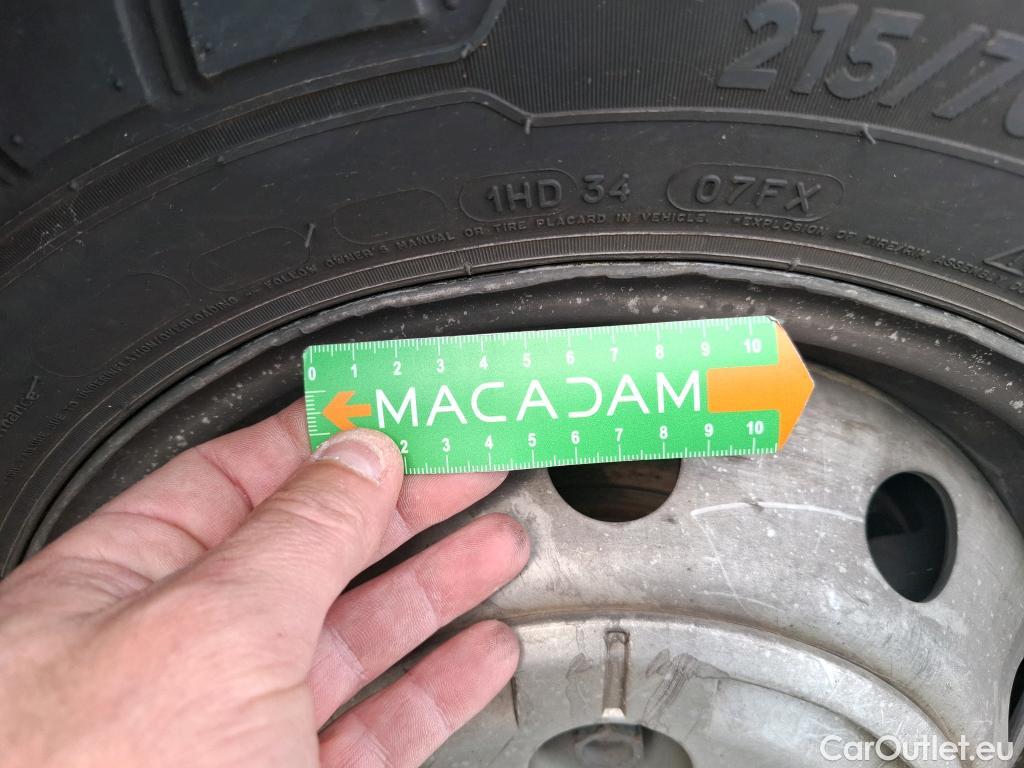 215/7
1HD 34 07FX
INFLATION/OVERLOADING - FOLLOW OWNER'S MANUAL OR TIRE PLACARD IN VEHICLE. •EXPLOSION OF TIRE/RIM ASSEMBLY
0 1 2 3 4 5 6 7 8 9 10
MACADAM
2 3 4 5 6 7 8 9 10
CarOutlet.eu